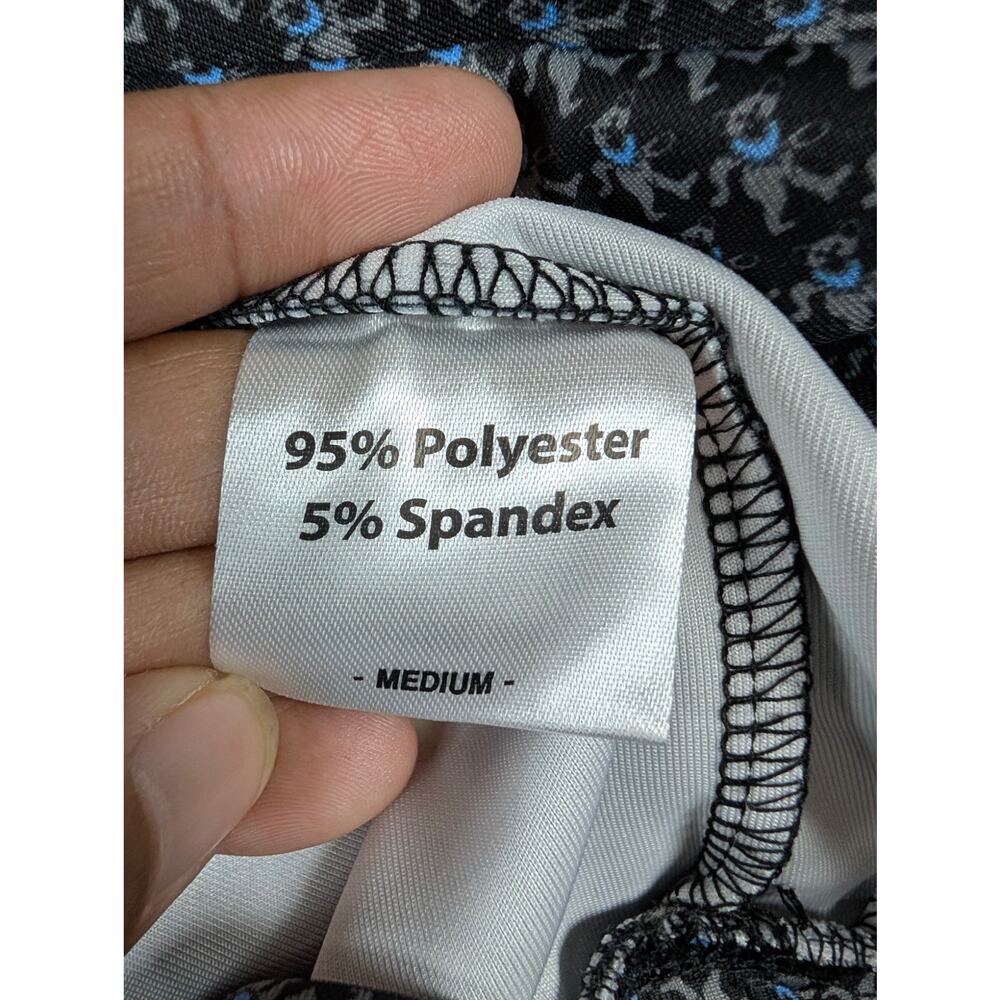 95% Polyester
5% Spandex
- MEDIUM -